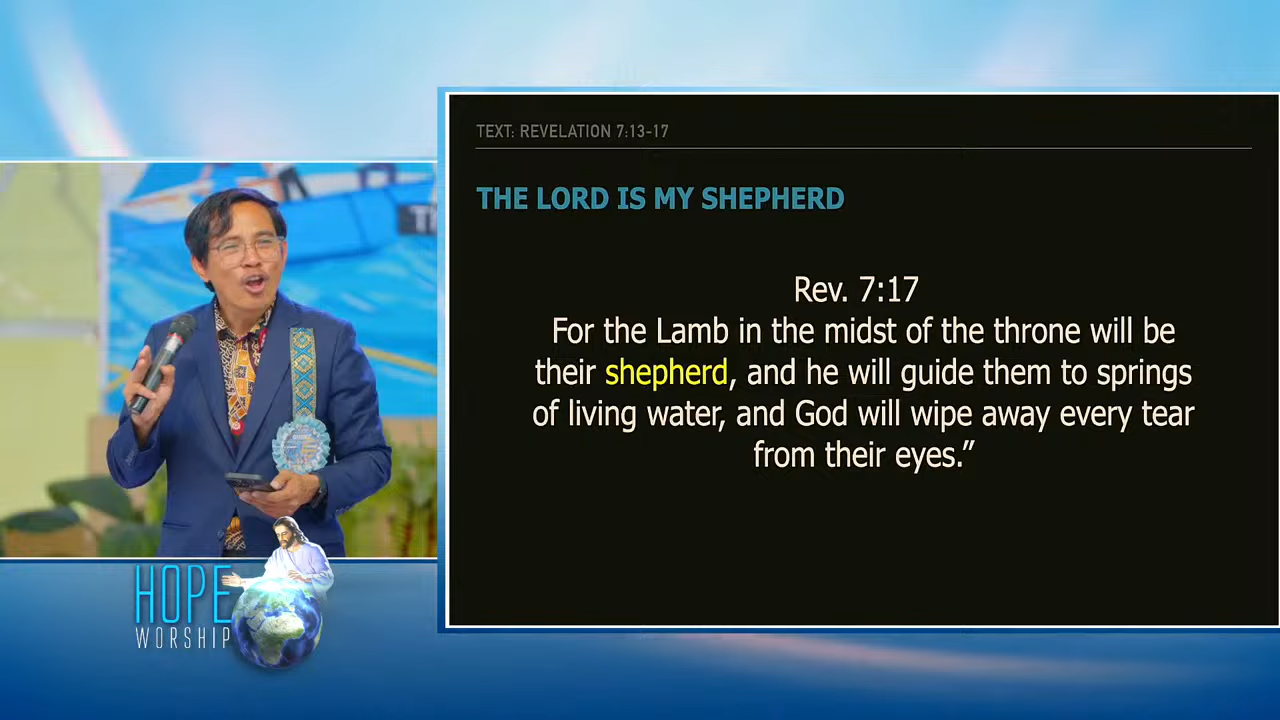 TEXT: REVELATION 7:13-17
THE LORD IS MY SHEPHERD
Rev. 7:17
For the Lamb in the midst of the throne will be
their shepherd, and he will guide them to springs
of living water, and God will wipe away every tear
from their eyes.”
HOPE
WORSHIP